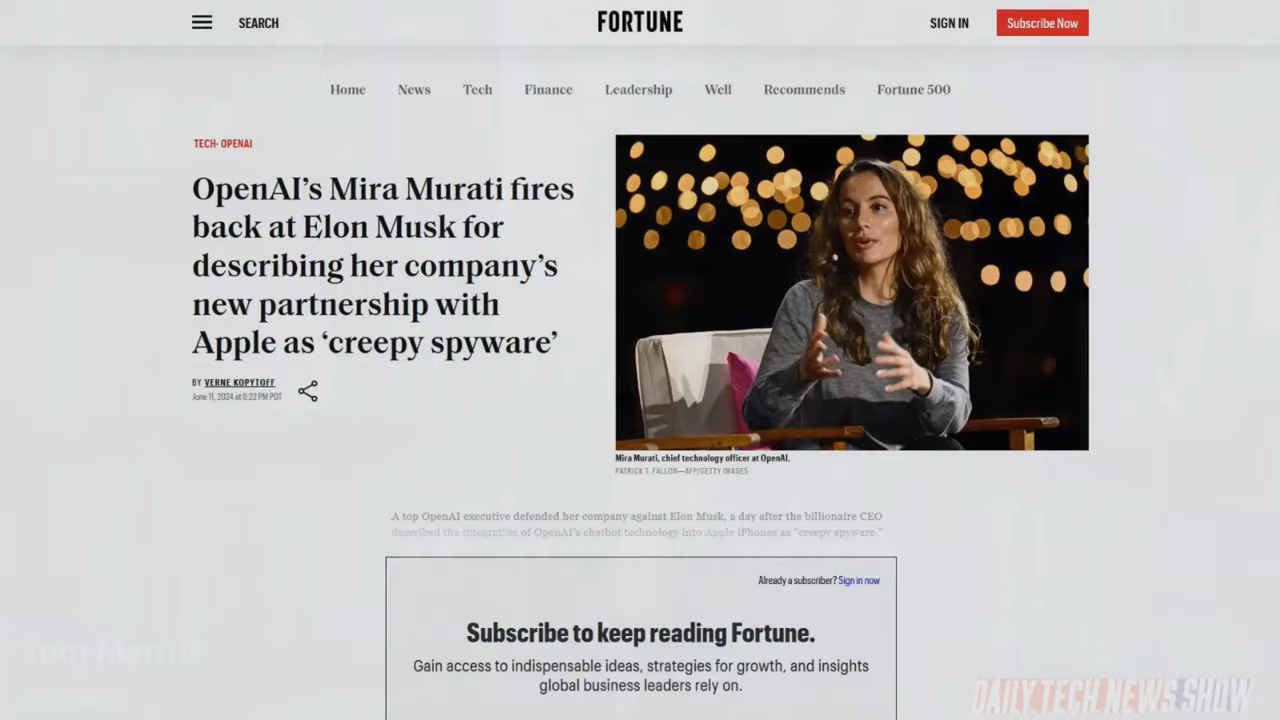 SEARCH
FORTUNE
SIGN IN
Subscribe Now
Home
News
Tech
Finance
Leadership
Well
Recommends
Fortune 500
TECH· OPENAI
OpenAI’s Mira Murati fires
back at Elon Musk for
describing her company’s
new partnership with
Apple as ‘creepy spyware’
BY VERNE KOPYTOFF
June 11, 2024 at 6:22 PM PDT
Mira Murati, chief technology officer at OpenAI.
PATRICK T. FALLON—AFP/GETTY IMAGES
A top OpenAI executive defended her company against Elon Musk, a day after the billionaire CEO
described the integration of OpenAI’s chatbot technology into Apple iPhones as “creepy spyware.”
Already a subscriber? Sign in now
Subscribe to keep reading Fortune.
Gain access to indispensable ideas, strategies for growth, and insights
global business leaders rely on.
Tom Merritt
DAILY TECH NEWS SHOW